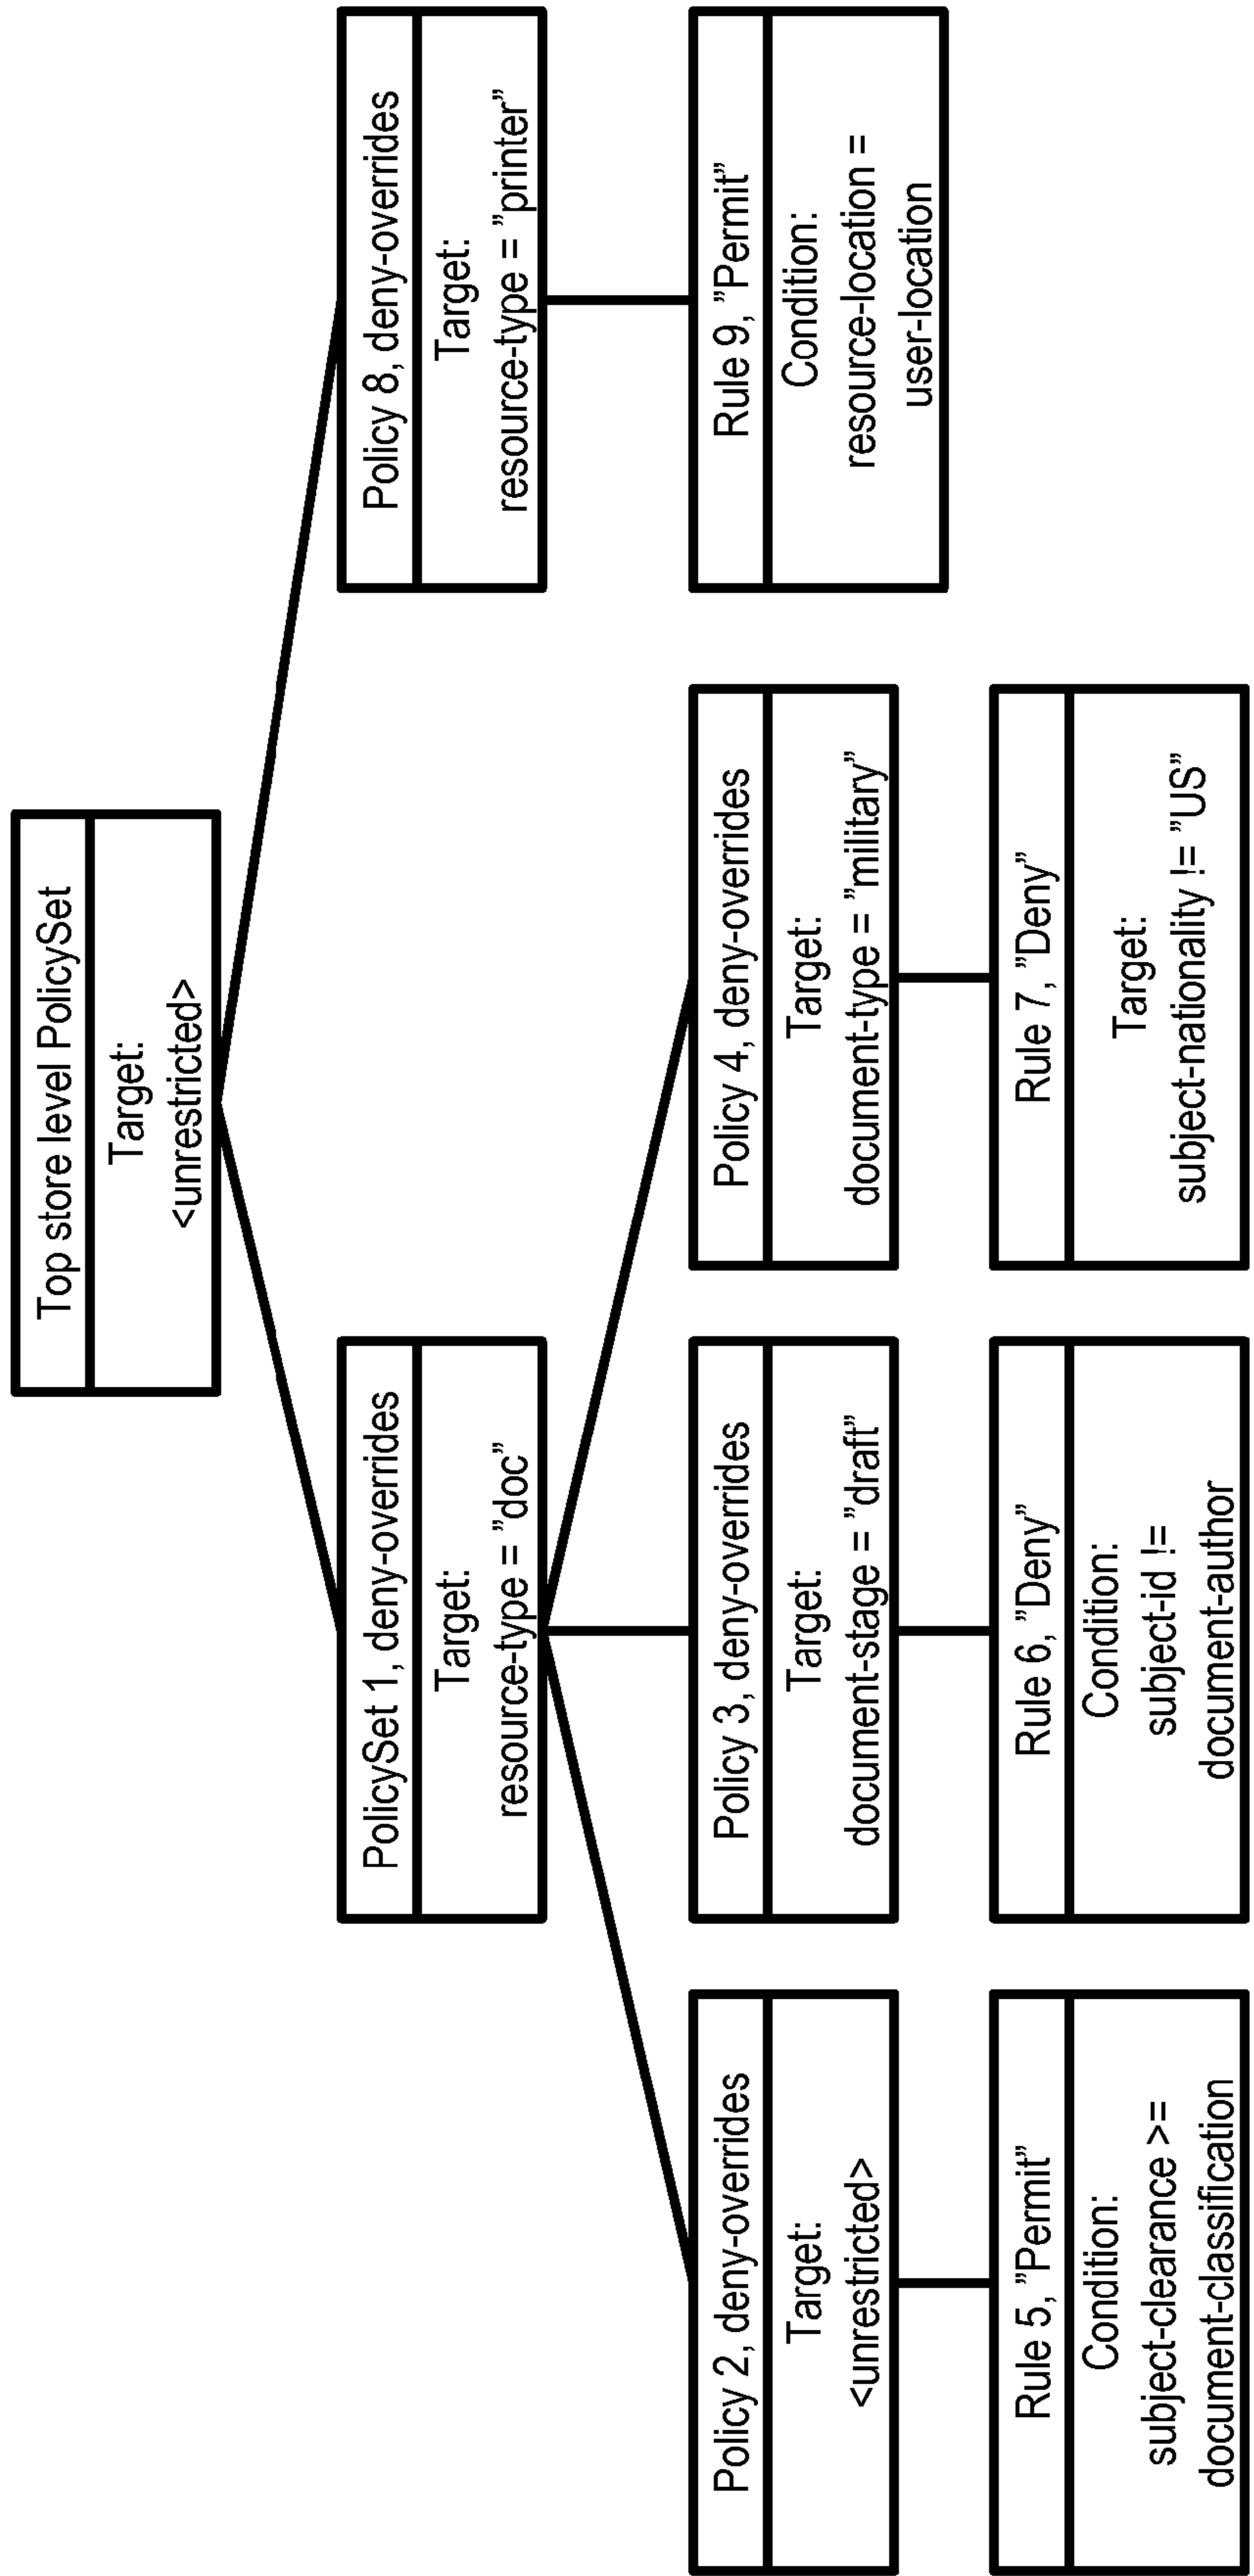 Top store level PolicySet
Target:
<unrestricted>
PolicySet 1, deny-overrides
Target:
resource-type = ”doc”
Policy 8, deny-overrides
Target:
resource-type = ”printer”
Policy 2, deny-overrides
Target:
<unrestricted>
Policy 3, deny-overrides
Target:
document-stage = ”draft”
Policy 4, deny-overrides
Target:
document-type = ”military”
Rule 9, ”Permit”
Condition:
resource-location =
user-location
Rule 5, ”Permit”
Condition:
subject-clearance >=
document-classification
Rule 6, ”Deny”
Condition:
subject-id !=
document-author
Rule 7, ”Deny”
Target:
subject-nationality != ”US”